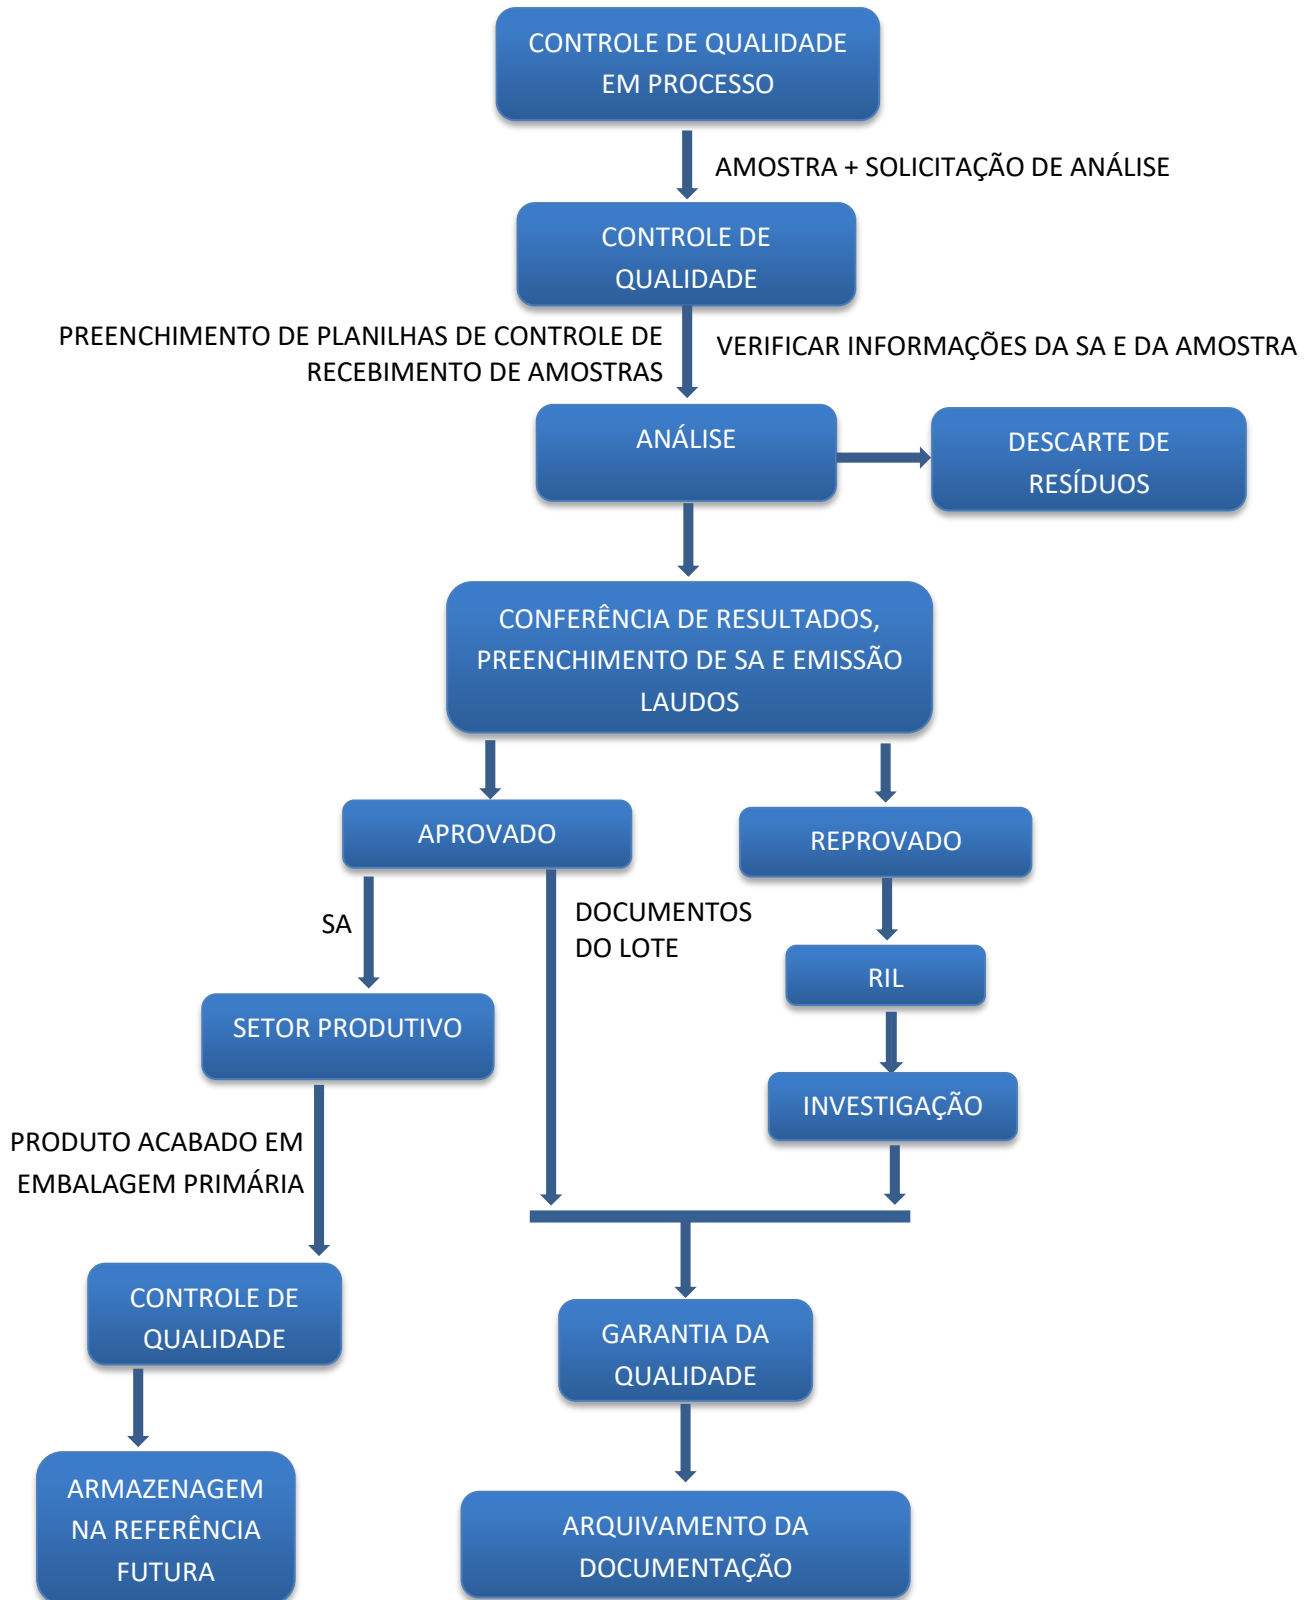 CONTROLE DE QUALIDADE
EM PROCESSO
AMOSTRA + SOLICITAÇÃO DE ANÁLISE
CONTROLE DE
QUALIDADE
PREENCHIMENTO DE PLANILHAS DE CONTROLE DE
RECEBIMENTO DE AMOSTRAS
VERIFICAR INFORMAÇÕES DA SA E DA AMOSTRA
ANÁLISE
DESCARTE DE
RESÍDUOS
CONFERÊNCIA DE RESULTADOS,
PREENCHIMENTO DE SA E EMISSÃO
LAUDOS
APROVADO
REPROVADO
SA
DOCUMENTOS
DO LOTE
RIL
SETOR PRODUTIVO
INVESTIGAÇÃO
PRODUTO ACABADO EM
EMBALAGEM PRIMÁRIA
CONTROLE DE
QUALIDADE
GARANTIA DA
QUALIDADE
ARMAZENAGEM
NA REFERÊNCIA
FUTURA
ARQUIVAMENTO DA
DOCUMENTAÇÃO